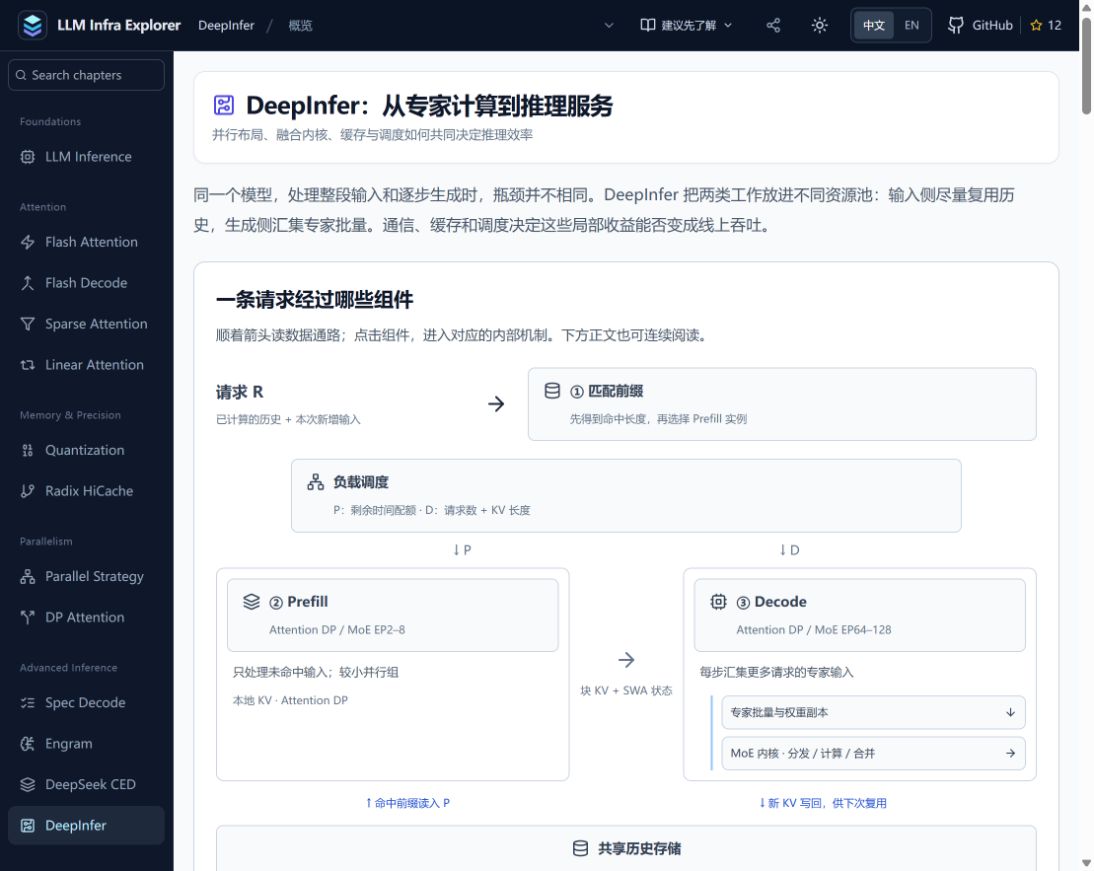 LLM Infra Explorer
DeepInfer / 概览
建议先了解
中文 EN
GitHub
12
Search chapters
Foundations
LLM Inference
Attention
Flash Attention
Flash Decode
Sparse Attention
Linear Attention
Memory & Precision
Quantization
Radix HiCache
Parallelism
Parallel Strategy
DP Attention
Advanced Inference
Spec Decode
Engram
DeepSeek CED
DeepInfer
DeepInfer：从专家计算到推理服务
并行布局、融合内核、缓存与调度如何共同决定推理效率
同一个模型，处理整段输入和逐步生成时，瓶颈并不相同。DeepInfer 把两类工作放进不同资源池：输入侧尽量复用历
史，生成侧汇集专家批量。通信、缓存和调度决定这些局部收益能否变成线上吞吐。
一条请求经过哪些组件
顺着箭头读数据通路；点击组件，进入对应的内部机制。下方正文也可连续阅读。
请求 R
已计算的历史 + 本次新增输入
→
① 匹配前缀
先得到命中长度，再选择 Prefill 实例
负载调度
P：剩余时间配额 · D：请求数 + KV 长度
↓ P
↓ D
② Prefill
Attention DP / MoE EP2–8
只处理未命中输入；较小并行组
本地 KV · Attention DP
→
块 KV + SWA 状态
③ Decode
Attention DP / MoE EP64–128
每步汇集更多请求的专家输入
专家批量与权重副本 ↓
MoE 内核 · 分发 / 计算 / 合并 →
↑ 命中前缀读入 P
↓ 新 KV 写回，供下次复用
共享历史存储